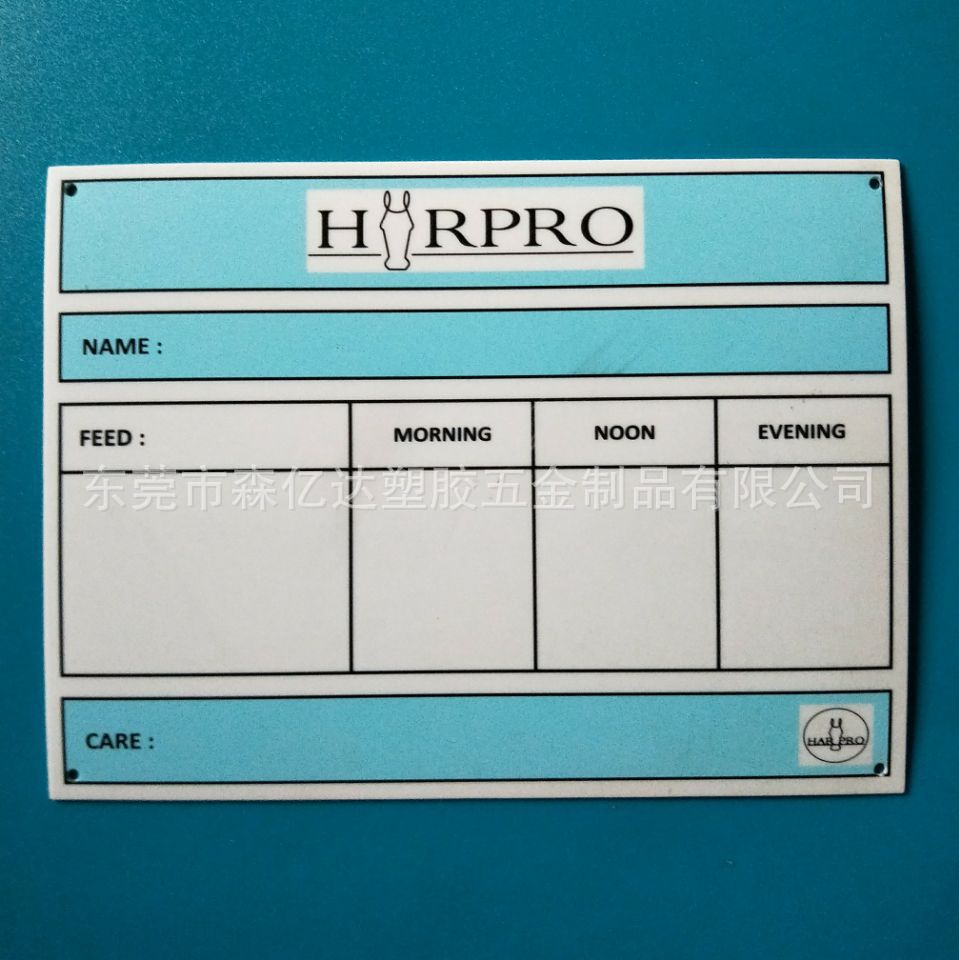 HARPRO
NAME :
FEED : MORNING NOON EVENING
东莞市森亿达塑胶五金制品有限公司
CARE :
HARPRO